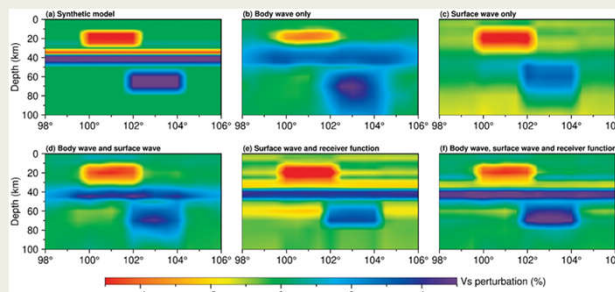 (a) Synthetic model
(b) Body wave only
(c) Surface wave only
Depth (km)
0
20
40
60
80
100
98° 100° 102° 104° 106°
98° 100° 102° 104° 106°
98° 100° 102° 104° 106°
(d) Body wave and surface wave
(e) Surface wave and receiver function
(f) Body wave, surface wave and receiver function
Depth (km)
0
20
40
60
80
100
98° 100° 102° 104° 106°
98° 100° 102° 104° 106°
98° 100° 102° 104° 106°
Vs perturbation (%)